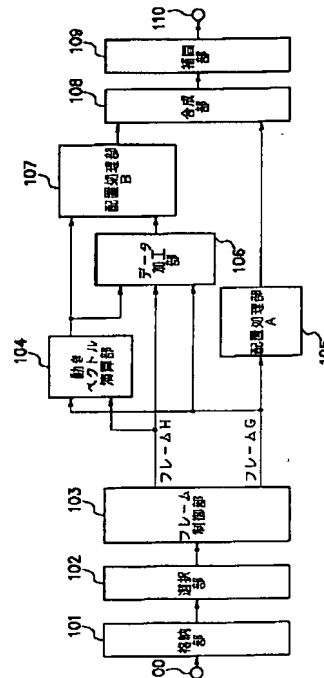 100
101
格納部
102
選択部
103
フレーム制御部
フレームH
フレームG
104
動きベクトル演算部
配置処理部A
105
データ加工部
106
107
配置処理部B
108
合成部
109
補間部
110